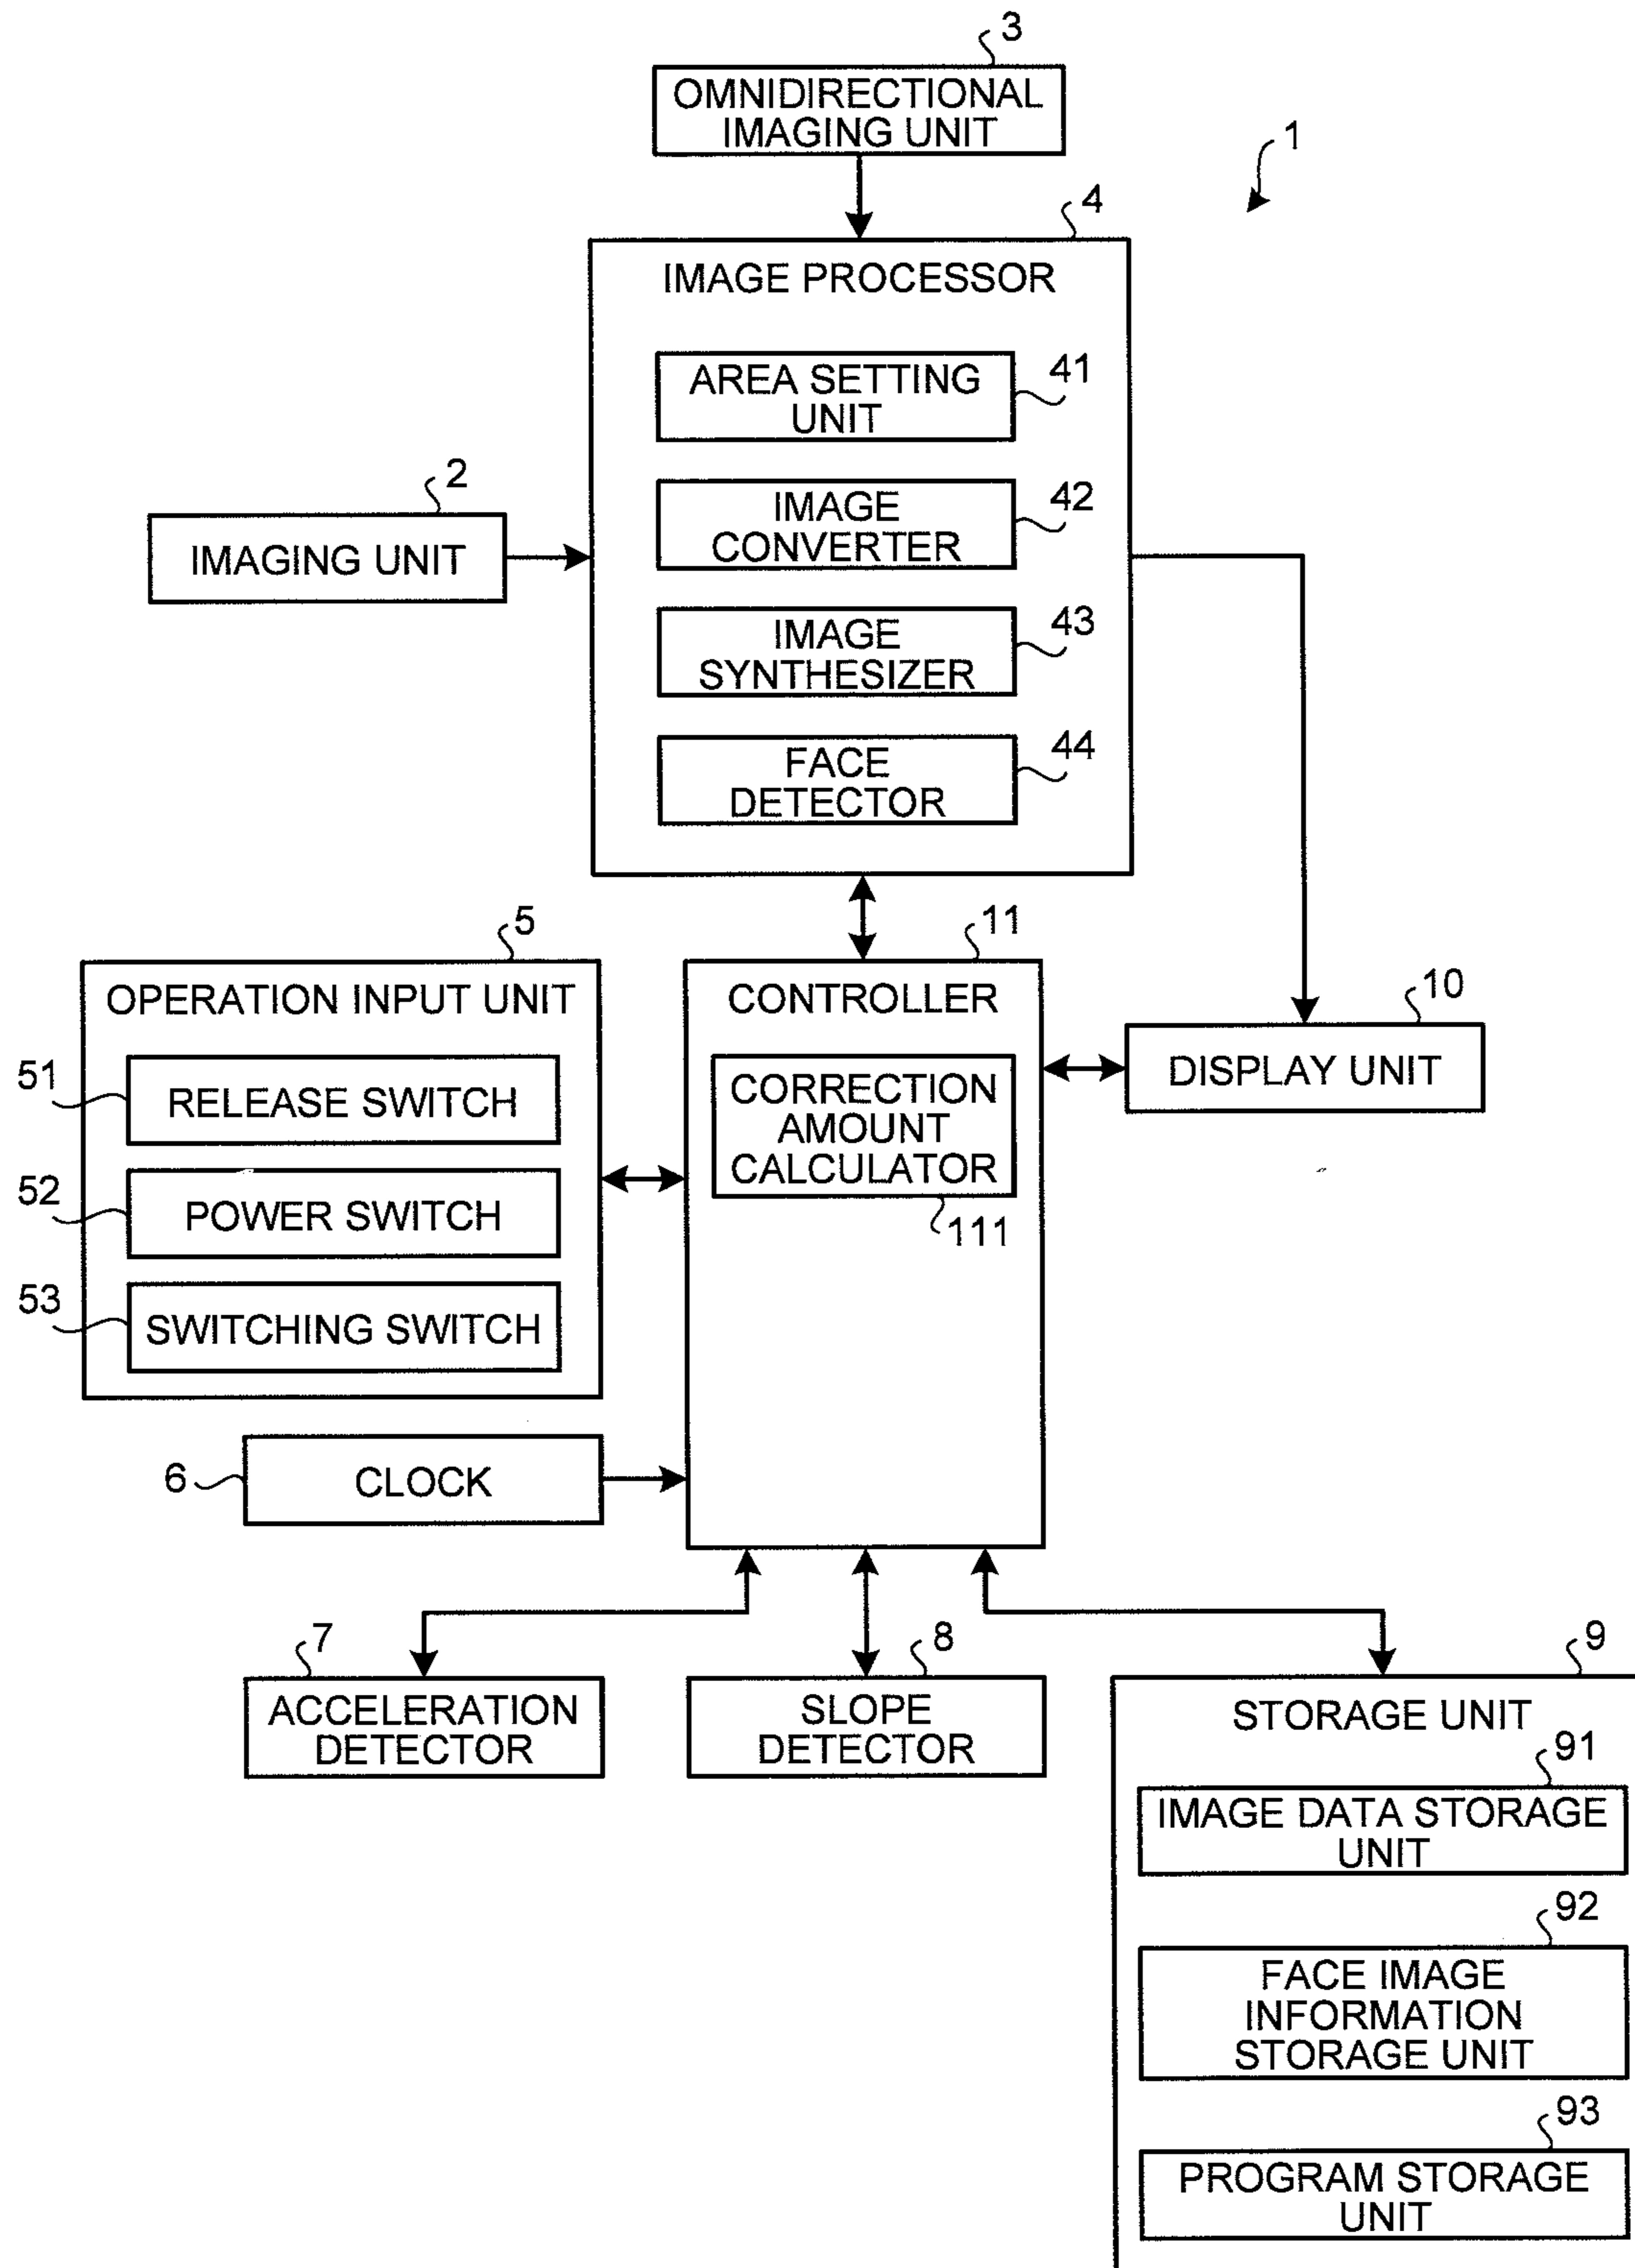 3
OMNIDIRECTIONAL
IMAGING UNIT
1
4
IMAGE PROCESSOR
AREA SETTING
UNIT
41
2
IMAGING UNIT
IMAGE
CONVERTER
42
IMAGE
SYNTHESIZER
43
FACE
DETECTOR
44
5
OPERATION INPUT UNIT
51
RELEASE SWITCH
52
POWER SWITCH
53
SWITCHING SWITCH
11
CONTROLLER
CORRECTION
AMOUNT
CALCULATOR
111
10
DISPLAY UNIT
6
CLOCK
7
ACCELERATION
DETECTOR
8
SLOPE
DETECTOR
9
STORAGE UNIT
91
IMAGE DATA STORAGE
UNIT
92
FACE IMAGE
INFORMATION
STORAGE UNIT
93
PROGRAM STORAGE
UNIT